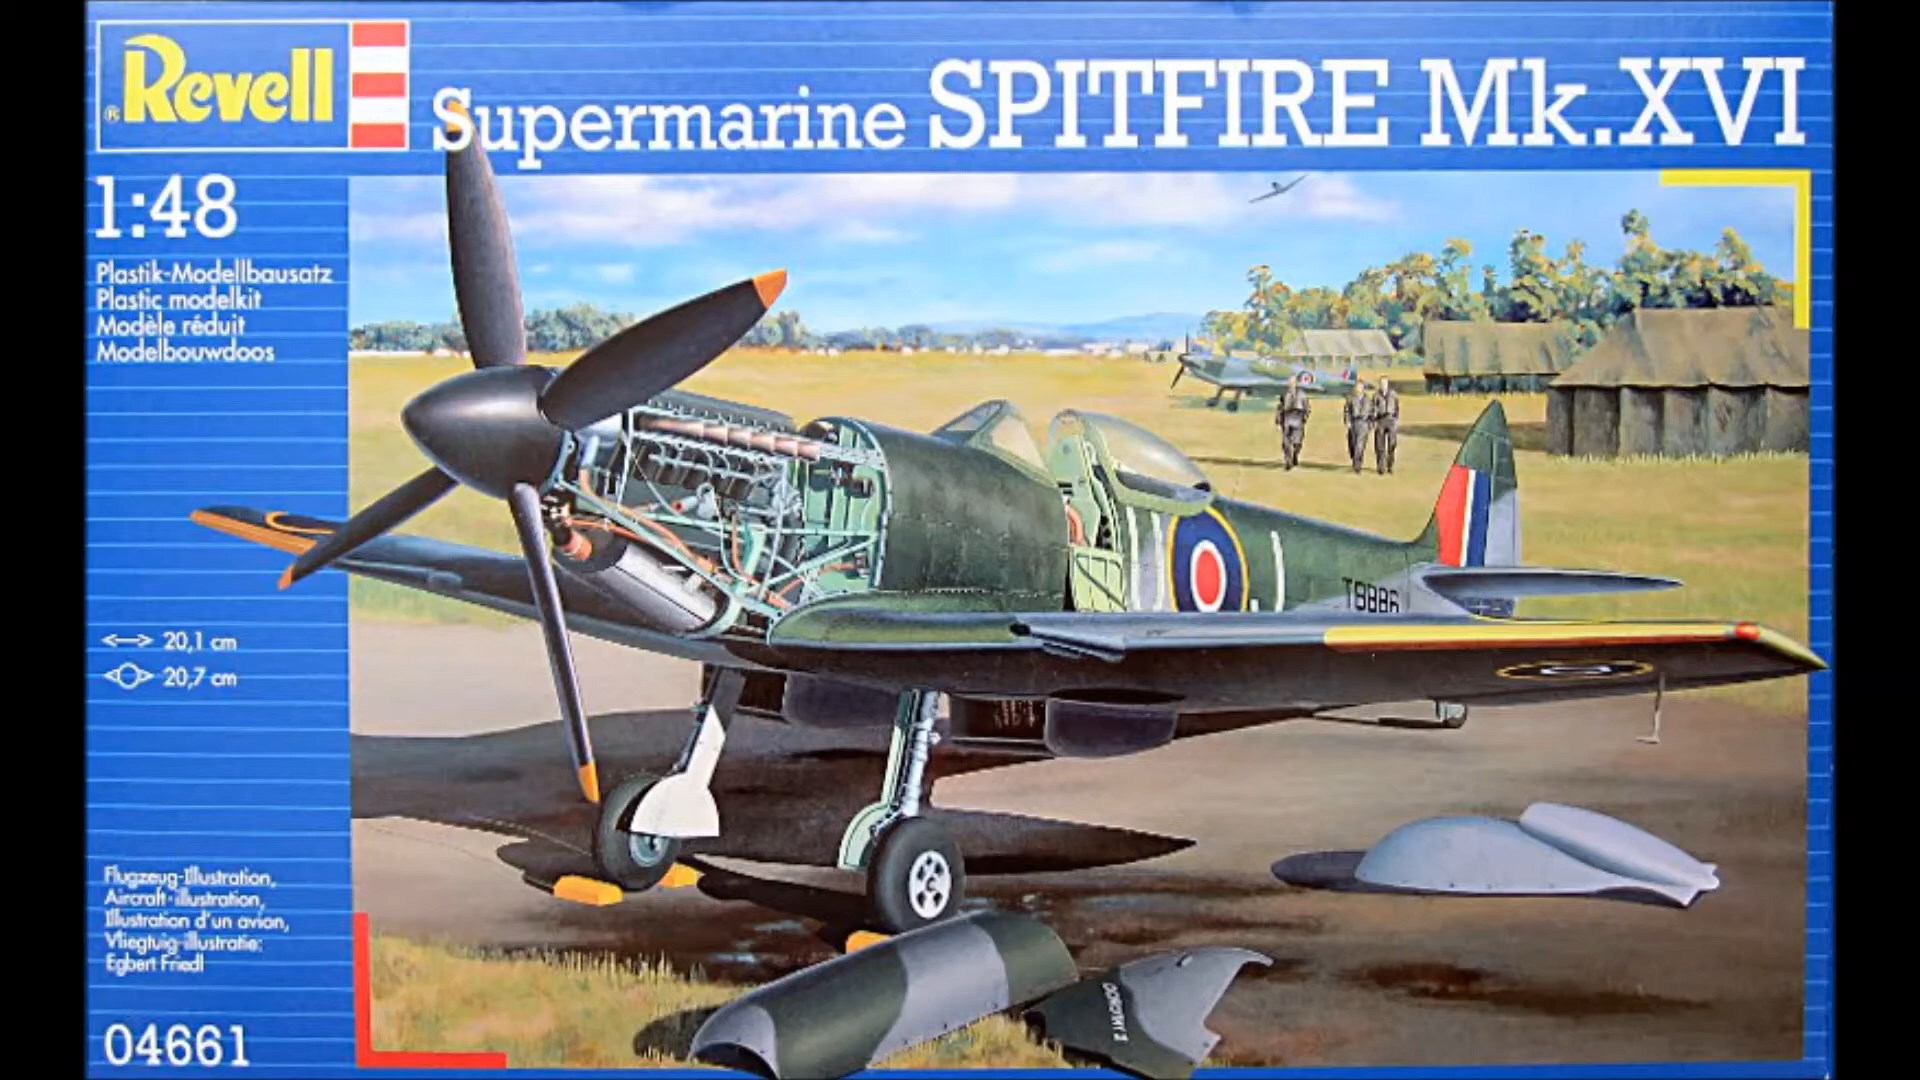 ® Revell
Supermarine SPITFIRE Mk.XVI
1:48
Plastik-Modellbausatz
Plastic modelkit
Modèle réduit
Modelbouwdoos
20,1 cm
20,7 cm
Flugzeug-Illustration,
Aircraft-illustration,
Illustration d'un avion,
Vliegtuig-illustratie:
Egbert Friedl
04661